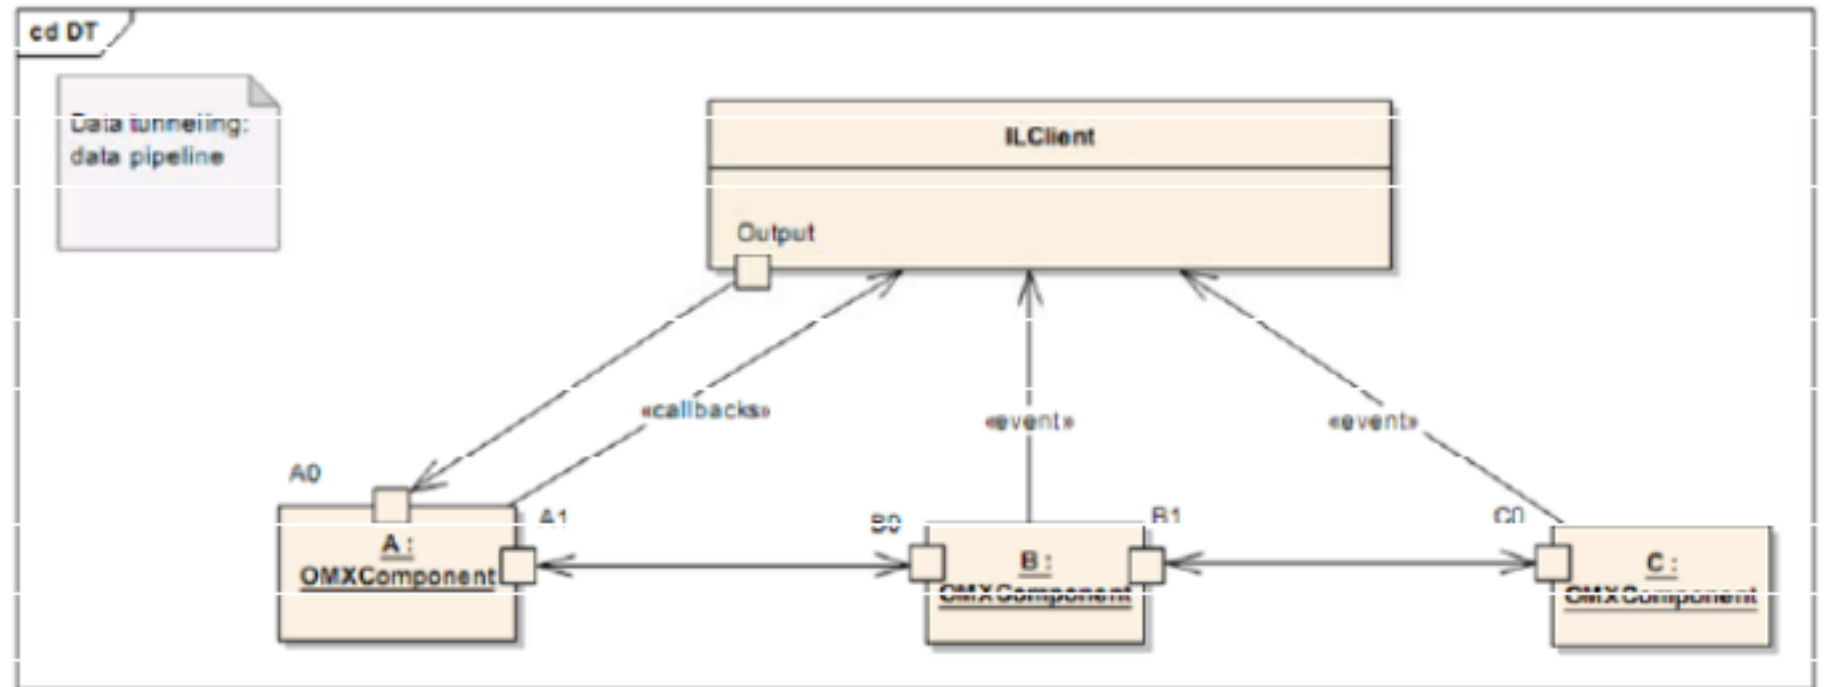 cd DT
Data tunneling:
data pipeline
ILClient
Output
«callbacks»
«event»
«event»
A0
A1
B0
B1
C0
A :
OMXComponent
B :
OMXComponent
C :
OMXComponent